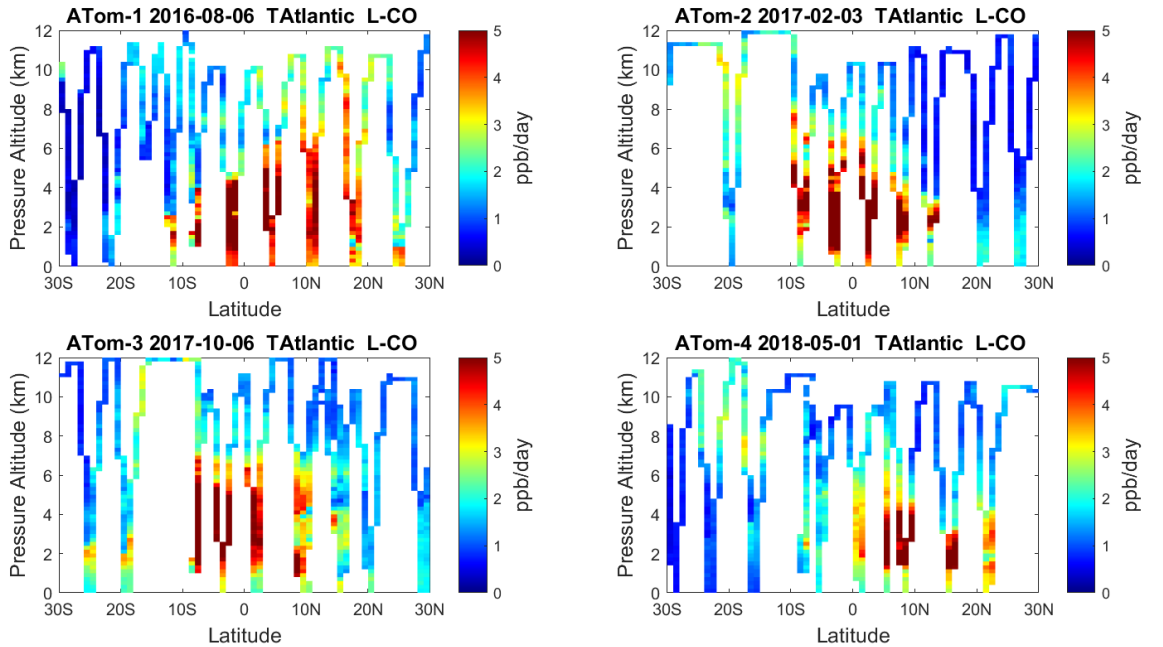 ATom-1 2016-08-06 TAtlantic L-CO
Pressure Altitude (km)
12
10
8
6
4
2
0
30S 20S 10S 0 10N 20N 30N
Latitude
5
4
3
2
1
0
ppb/day
ATom-2 2017-02-03 TAtlantic L-CO
Pressure Altitude (km)
12
10
8
6
4
2
0
30S 20S 10S 0 10N 20N 30N
Latitude
5
4
3
2
1
0
ppb/day
ATom-3 2017-10-06 TAtlantic L-CO
Pressure Altitude (km)
12
10
8
6
4
2
0
30S 20S 10S 0 10N 20N 30N
Latitude
5
4
3
2
1
0
ppb/day
ATom-4 2018-05-01 TAtlantic L-CO
Pressure Altitude (km)
12
10
8
6
4
2
0
30S 20S 10S 0 10N 20N 30N
Latitude
5
4
3
2
1
0
ppb/day